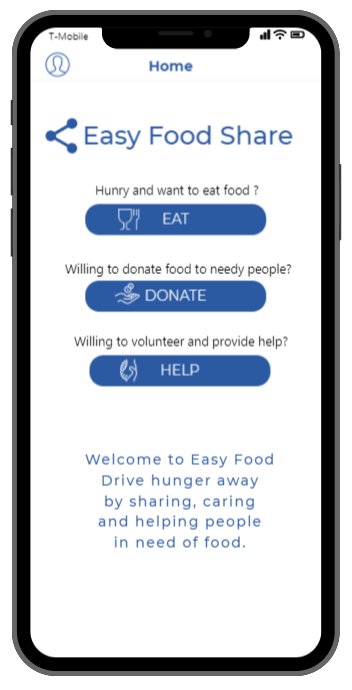 T-Mobile
Home
Easy Food Share
Hunry and want to eat food ?
EAT
Willing to donate food to needy people?
DONATE
Willing to volunteer and provide help?
HELP
Welcome to Easy Food
Drive hunger away
by sharing, caring
and helping people
in need of food.